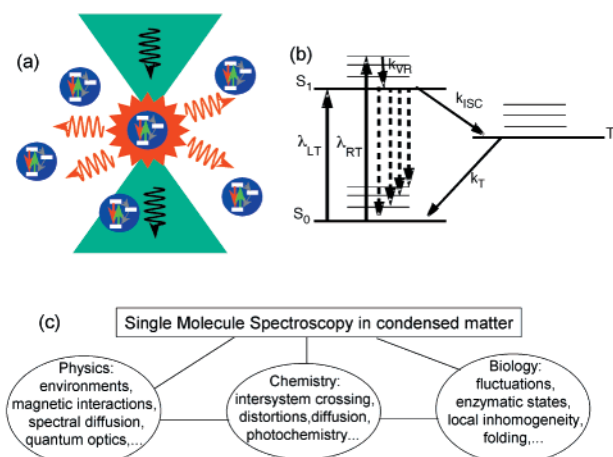 (a)
(b)
kVR
S1
kISC
T
λLT
λRT
kT
S0
(c)
Single Molecule Spectroscopy in condensed matter
Physics:
environments,
magnetic interactions,
spectral diffusion,
quantum optics,...
Chemistry:
intersystem crossing,
distortions,diffusion,
photochemistry...
Biology:
fluctuations,
enzymatic states,
local inhomogeneity,
folding,...